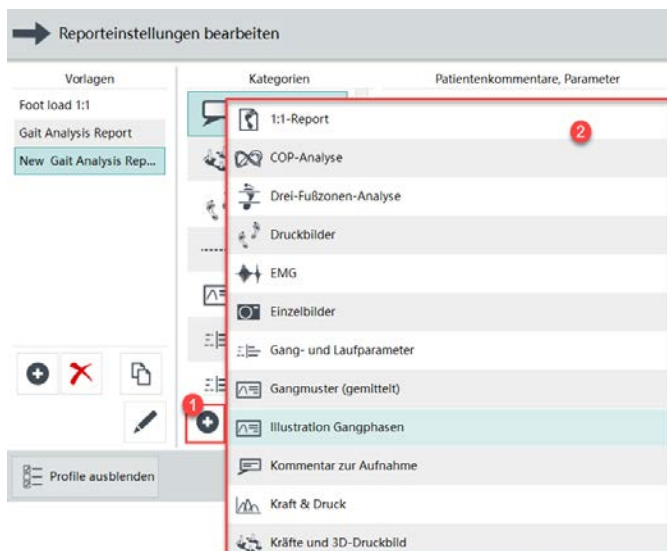 Reporteinstellungen bearbeiten
Vorlagen
Kategorien
Patientenkommentare, Parameter
Foot load 1:1
Gait Analysis Report
New Gait Analysis Rep...
1:1-Report
2
COP-Analyse
Drei-Fußzonen-Analyse
Druckbilder
EMG
Einzelbilder
Gang- und Laufparameter
Gangmuster (gemittelt)
1
Illustration Gangphasen
Kommentar zur Aufnahme
Profile ausblenden
Kraft & Druck
Kräfte und 3D-Druckbild